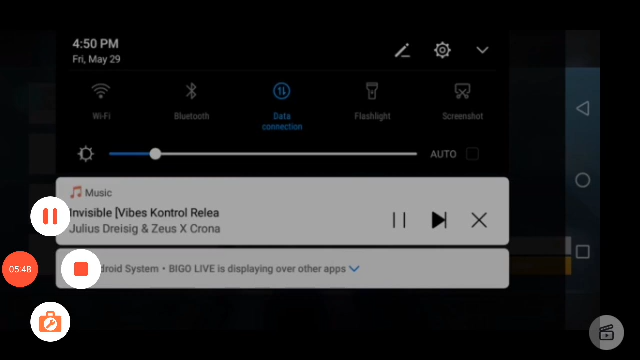 4:50 PM
Fri, May 29
Wi-Fi
Bluetooth
Data connection
Flashlight
Screenshot
AUTO
Music
Invisible [Vibes Kontrol Relea
Julius Dreisig & Zeus X Crona
droid System • BIGO LIVE is displaying over other apps
05:48